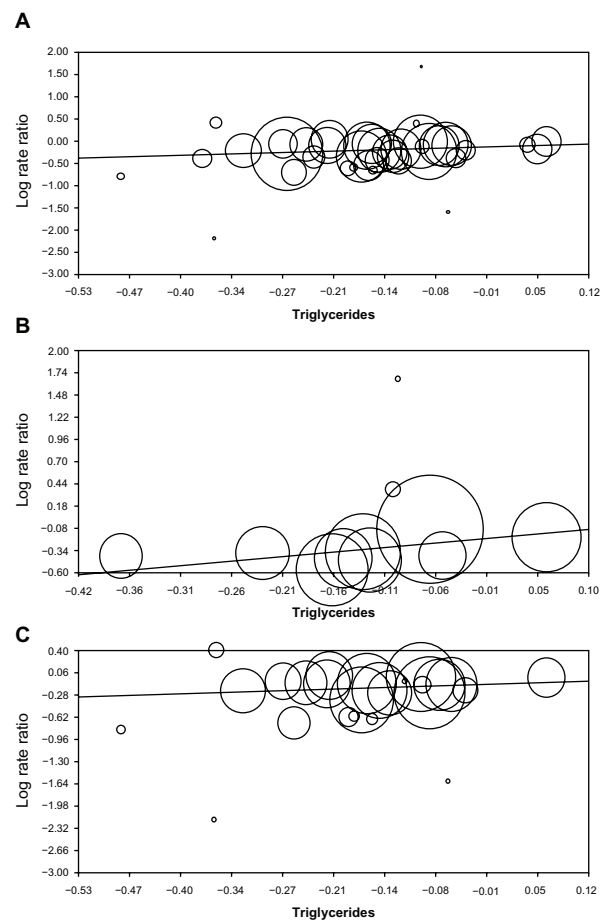 A
2.00
1.50
1.00
0.50
0.00
−0.50
−1.00
−1.50
−2.00
−2.50
−3.00
Log rate ratio
−0.53 −0.47 −0.40 −0.34 −0.27 −0.21 −0.14 −0.08 −0.01 0.05 0.12
Triglycerides
B
2.00
1.74
1.48
1.22
0.96
0.70
0.44
0.18
−0.08
−0.34
−0.60
Log rate ratio
−0.42 −0.36 −0.31 −0.26 −0.21 −0.16 −0.11 −0.06 −0.01 0.05 0.10
Triglycerides
C
0.40
0.06
−0.28
−0.62
−0.96
−1.30
−1.64
−1.98
−2.32
−2.66
−3.00
Log rate ratio
−0.53 −0.47 −0.40 −0.34 −0.27 −0.21 −0.14 −0.08 −0.01 0.05 0.12
Triglycerides